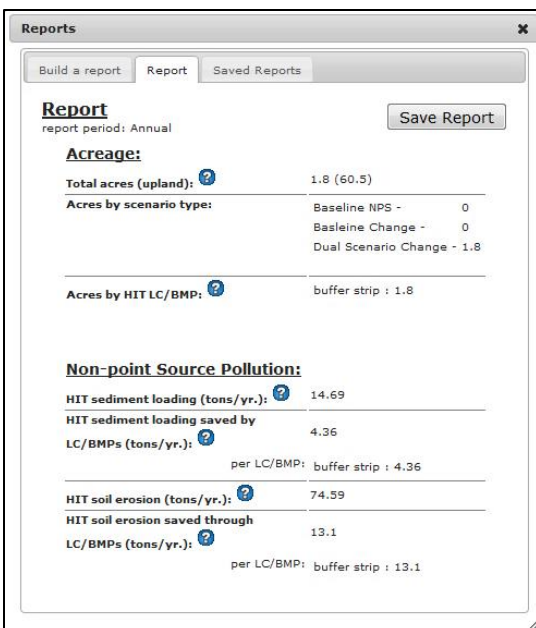 Reports
Build a report Report Saved Reports
Report
report period: Annual
Save Report
Acreage:
Total acres (upland): ? 1.8 (60.5)
Acres by scenario type: Baseline NPS - 0
Basleine Change - 0
Dual Scenario Change - 1.8
Acres by HIT LC/BMP: ? buffer strip : 1.8
Non-point Source Pollution:
HIT sediment loading (tons/yr.): ? 14.69
HIT sediment loading saved by
LC/BMPs (tons/yr.): ? 4.36
per LC/BMP: buffer strip : 4.36
HIT soil erosion (tons/yr.): ? 74.59
HIT soil erosion saved through
LC/BMPs (tons/yr.): ? 13.1
per LC/BMP: buffer strip : 13.1